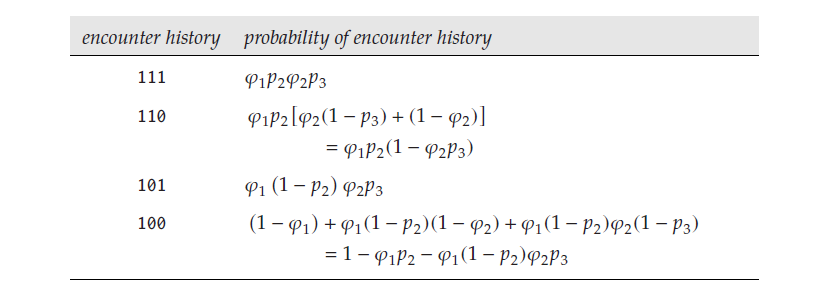 encounter history probability of encounter history
111 φ₁p₂φ₂p₃
110 φ₁p₂[φ₂(1 − p₃) + (1 − φ₂)]
= φ₁p₂(1 − φ₂p₃)
101 φ₁ (1 − p₂) φ₂p₃
100 (1 − φ₁) + φ₁(1 − p₂)(1 − φ₂) + φ₁(1 − p₂)φ₂(1 − p₃)
= 1 − φ₁p₂ − φ₁(1 − p₂)φ₂p₃